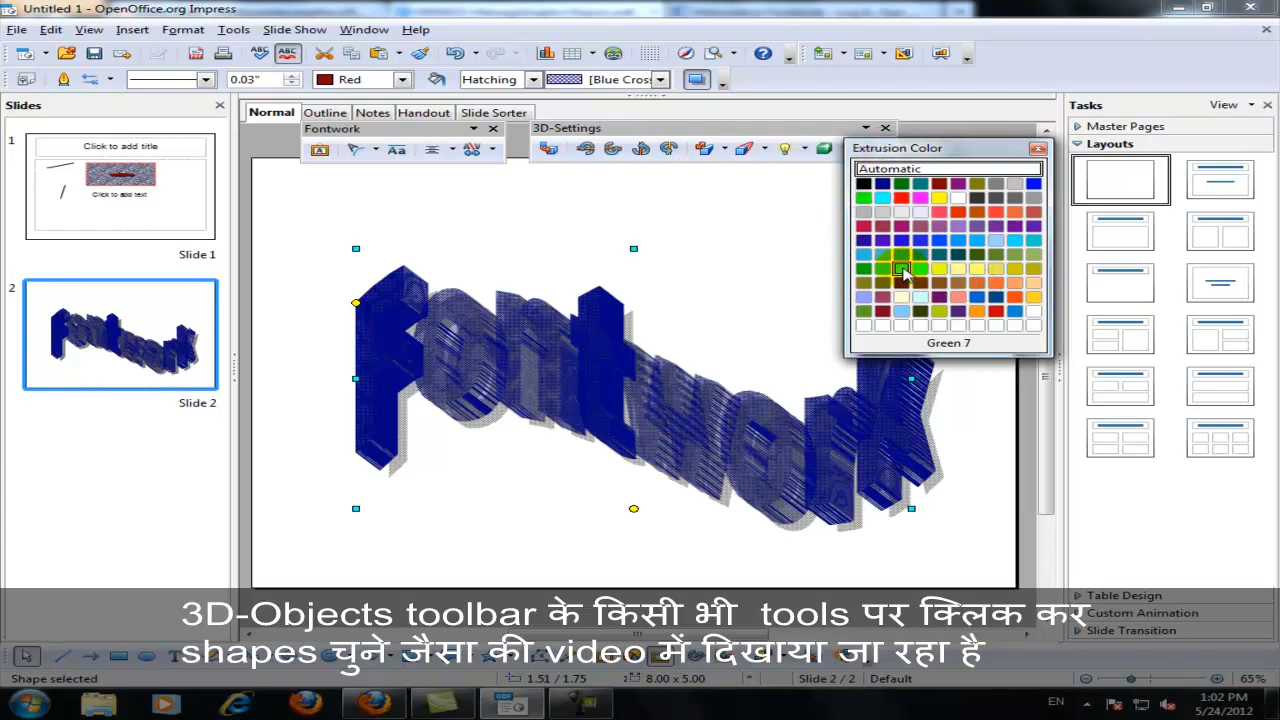 Untitled 1 - OpenOffice.org Impress
File Edit View Insert Format Tools Slide Show Window Help
0.03" Red Hatching [Blue Cros
Slides
Normal Outline Notes Handout Slide Sorter
Tasks View
Fontwork
3D-Settings
Master Pages
Layouts
Extrusion Color
Automatic
Green 7
1
Click to add title
Click to add text
Slide 1
2
Fontwork
Slide 2
Fontwork
Table Design
Custom Animation
Slide Transition
3D-Objects toolbar के किसी भी tools पर क्लिक कर
shapes चुने जैसा की video में दिखाया जा रहा है
Shape selected 1.51 / 1.75 8.00 x 5.00 * Slide 2 / 2 Default 65%
EN 1:02 PM
5/24/2012